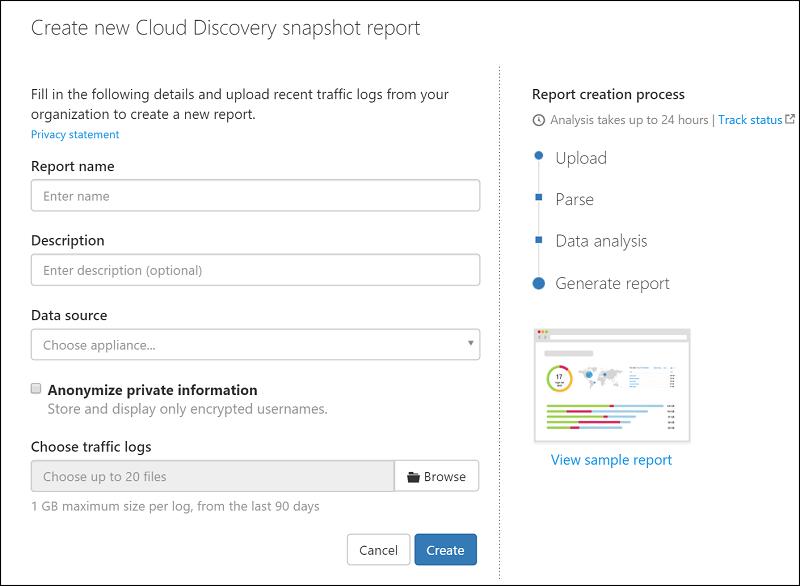 Create new Cloud Discovery snapshot report
Fill in the following details and upload recent traffic logs from your
organization to create a new report.
Privacy statement
Report name
Enter name
Description
Enter description (optional)
Data source
Choose appliance...
Anonymize private information
Store and display only encrypted usernames.
Choose traffic logs
Choose up to 20 files
Browse
1 GB maximum size per log, from the last 90 days
Cancel
Create
Report creation process
Analysis takes up to 24 hours | Track status
Upload
Parse
Data analysis
Generate report
17
View sample report